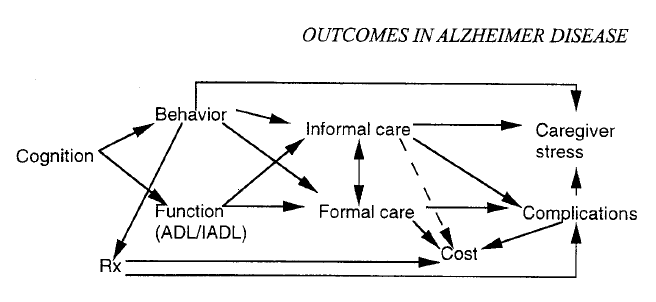 OUTCOMES IN ALZHEIMER DISEASE
Behavior
Informal care
Caregiver
stress
Cognition
Function
(ADL/IADL)
Formal care
Complications
Cost
Rx